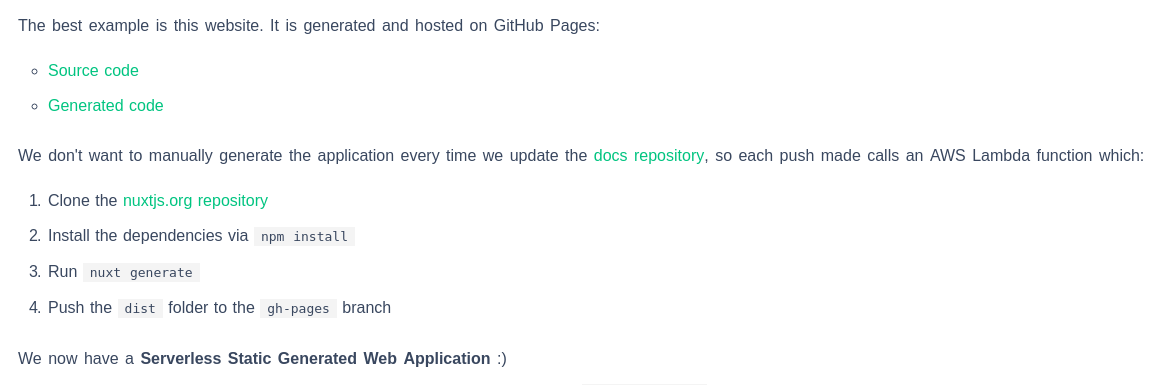 The best example is this website. It is generated and hosted on GitHub Pages:
Source code
Generated code
We don't want to manually generate the application every time we update the docs repository, so each push made calls an AWS Lambda function which:
1. Clone the nuxtjs.org repository
2. Install the dependencies via npm install
3. Run nuxt generate
4. Push the dist folder to the gh-pages branch
We now have a Serverless Static Generated Web Application :)